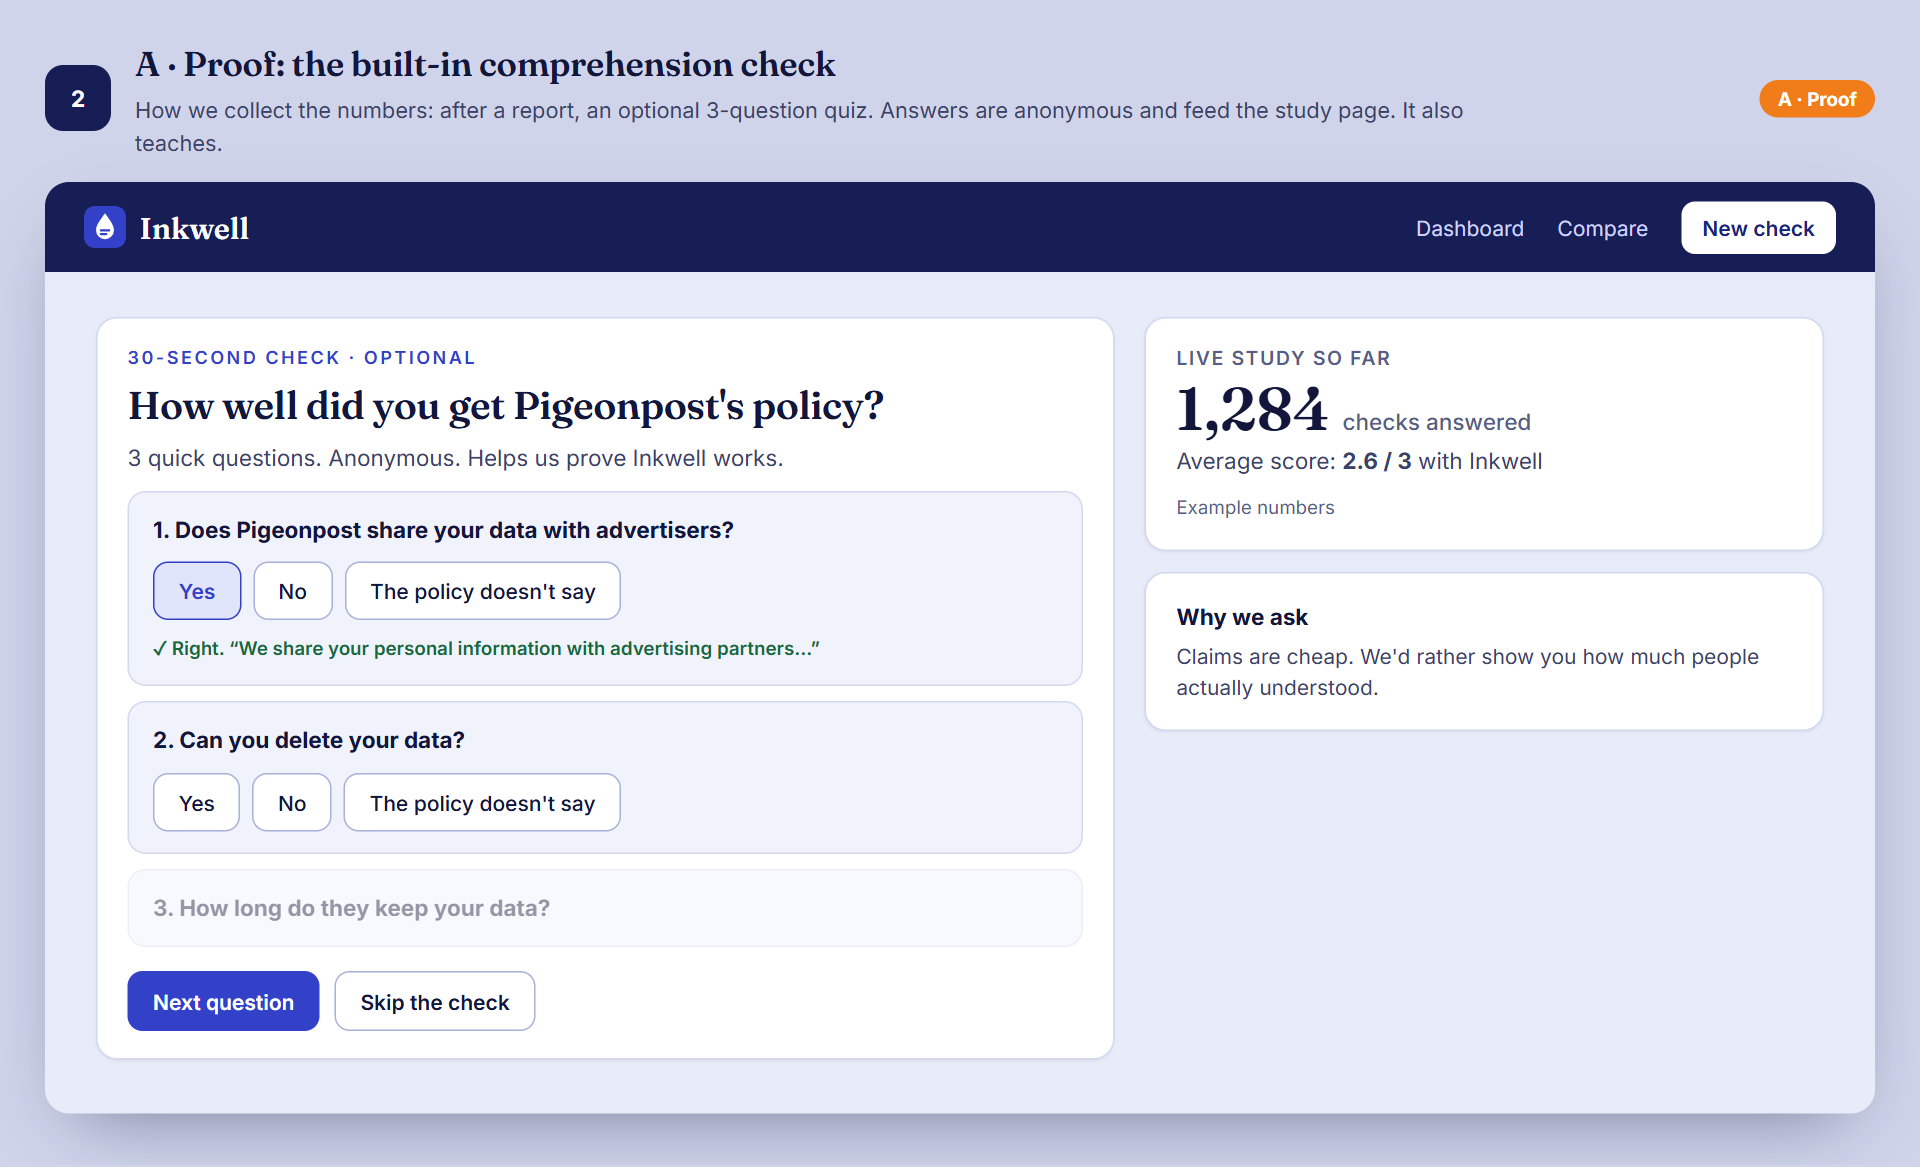 2
A · Proof: the built-in comprehension check
How we collect the numbers: after a report, an optional 3-question quiz. Answers are anonymous and feed the study page. It also
teaches.
A · Proof
Inkwell
Dashboard
Compare
New check
30-SECOND CHECK · OPTIONAL
How well did you get Pigeonpost's policy?
3 quick questions. Anonymous. Helps us prove Inkwell works.
1. Does Pigeonpost share your data with advertisers?
Yes
No
The policy doesn't say
✓ Right. “We share your personal information with advertising partners…”
2. Can you delete your data?
Yes
No
The policy doesn't say
3. How long do they keep your data?
Next question
Skip the check
LIVE STUDY SO FAR
1,284 checks answered
Average score: 2.6 / 3 with Inkwell
Example numbers
Why we ask
Claims are cheap. We'd rather show you how much people
actually understood.